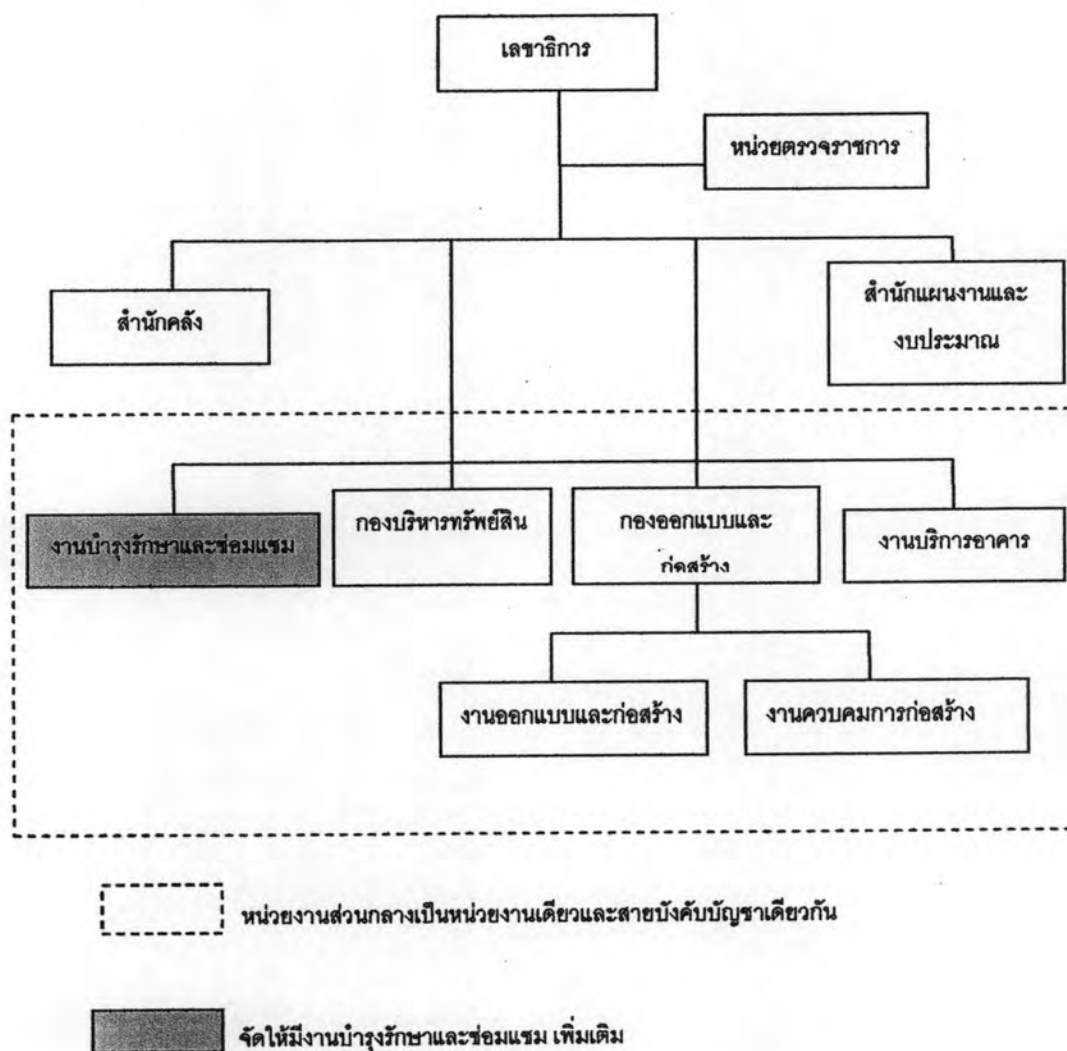 เลขาธิการ
หน่วยตรวจราชการ
สำนักคลัง
สำนักแผนงานและ
งบประมาณ
งานบำรุงรักษาและซ่อมแซม
กองบริหารทรัพย์สิน
กองออกแบบและ
ก่อสร้าง
งานบริการอาคาร
งานออกแบบและก่อสร้าง
งานควบคมการก่อสร้าง
หน่วยงานส่วนกลางเป็นหน่วยงานเดียวและสายบังคับบัญชาเดียวกัน
จัดให้มีงานบำรุงรักษาและซ่อมแซม เพิ่มเติม